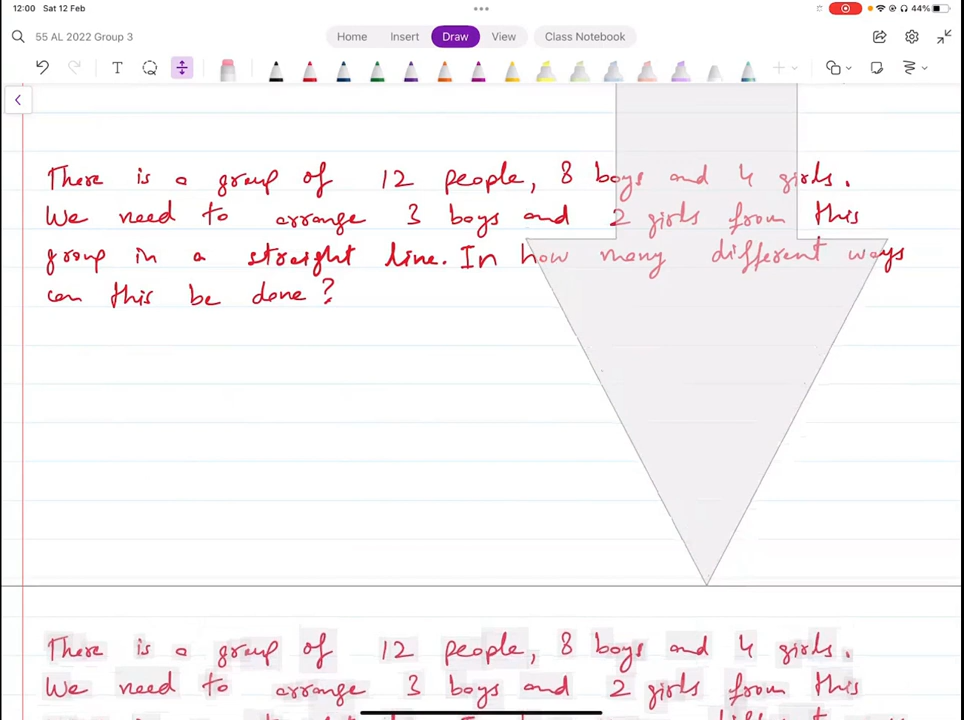 12:00 Sat 12 Feb
44%
55 AL 2022 Group 3
Home Insert Draw View Class Notebook
T
There is a group of 12 people, 8 boys and 4 girls.
We need to arrange 3 boys and 2 girls from this
group in a straight line. In how many different ways
can this be done?
There is a group of 12 people, 8 boys and 4 girls.
We need to arrange 3 boys and 2 girls from this